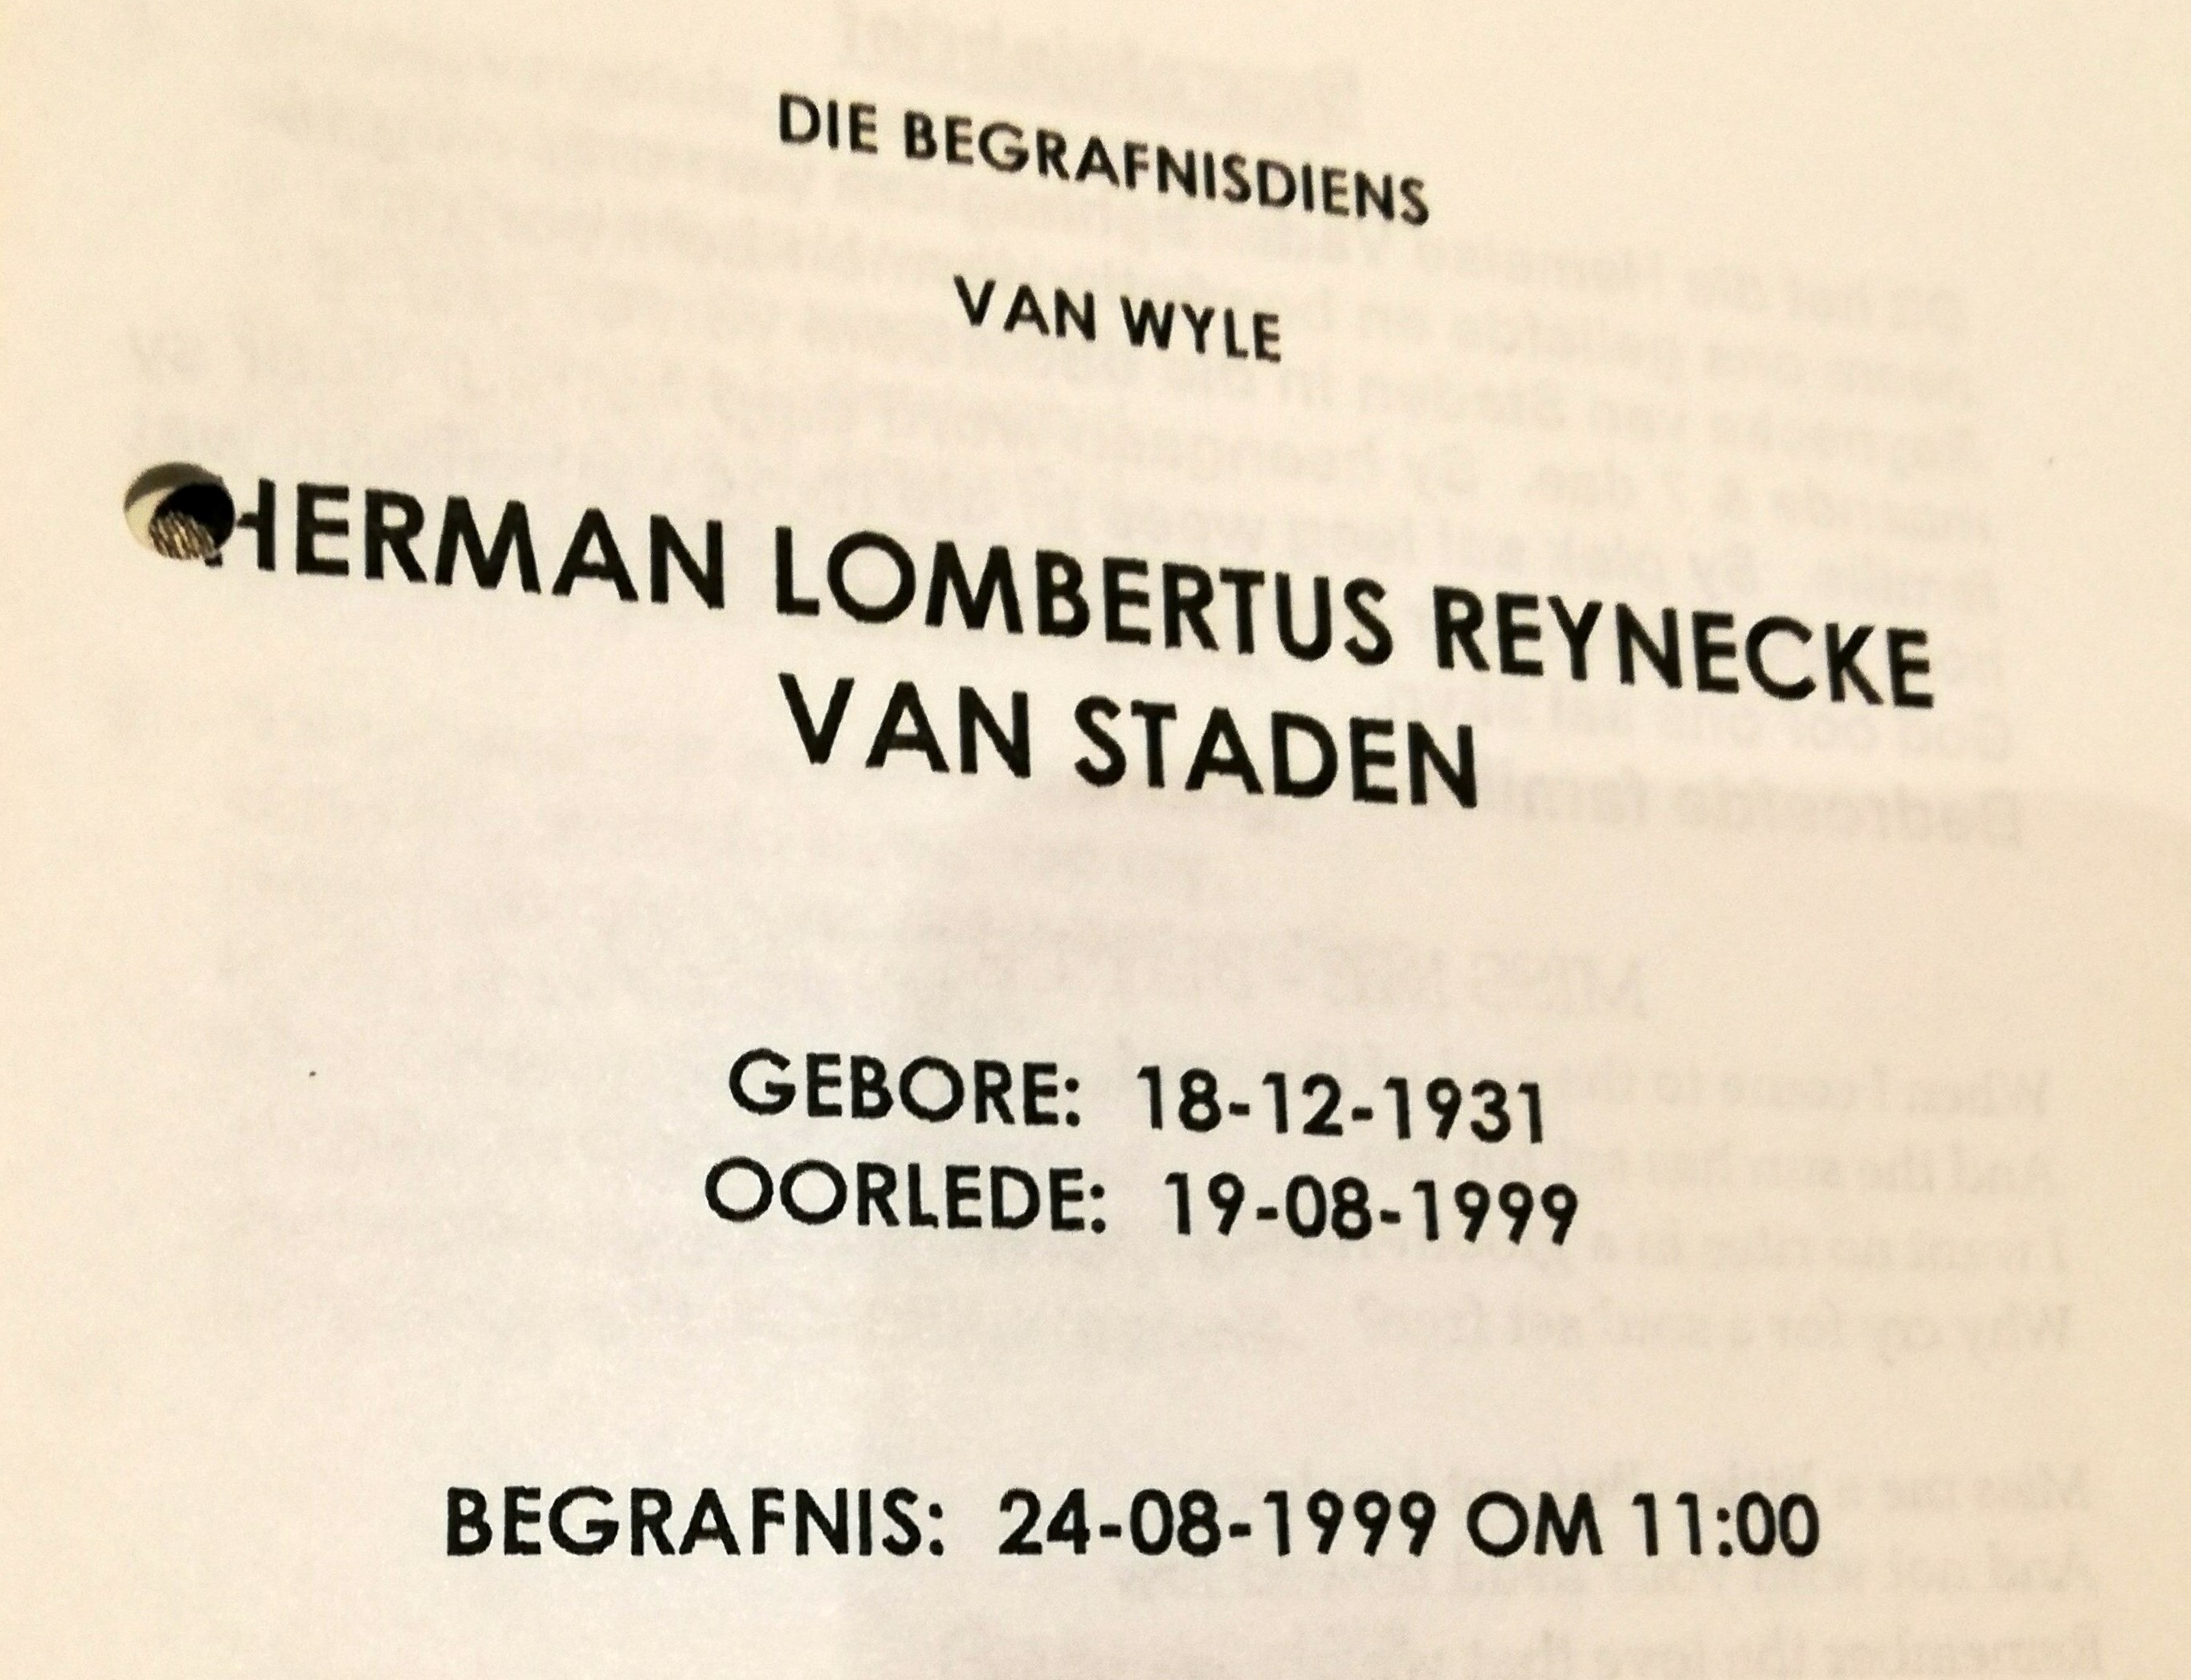 DIE BEGRAFNISDIENS
VAN WYLE
HERMAN LOMBERTUS REYNECKE
VAN STADEN
GEBORE: 18-12-1931
OORLEDE: 19-08-1999
BEGRAFNIS: 24-08-1999 OM 11:00